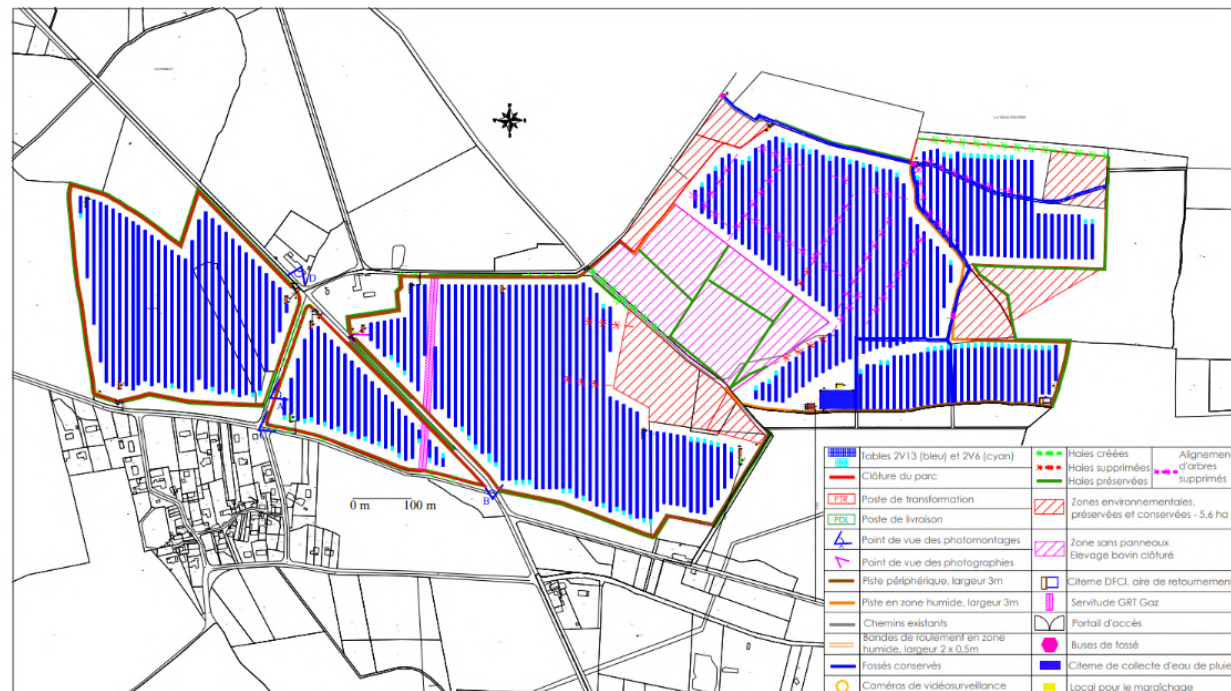 D
A
C
B
0 m 100 m
Tables 2V13 (bleu) et 2V6 (cyan)
Clôture du parc
PTR Poste de transformation
PDL Poste de livraison
Point de vue des photomontages
Point de vue des photographies
Piste périphérique, largeur 3m
Piste en zone humide, largeur 3m
Chemins existants
Bandes de roulement en zone
humide, largeur 2 x 0,5m
Fossés conservés
Caméras de vidéosurveillance
Haies créées
Haies supprimées
Haies préservées
Alignemen
d'arbres
supprimés
Zones environnementales,
préservées et conservées - 5,6 ha
Zone sans panneaux
Elevage bovin clôturé
Citerne DFCI, aire de retournement
Servitude GRT Gaz
Portail d'accès
Buses de fossé
Citerne de collecte d'eau de pluie
Local pour le maraîchage